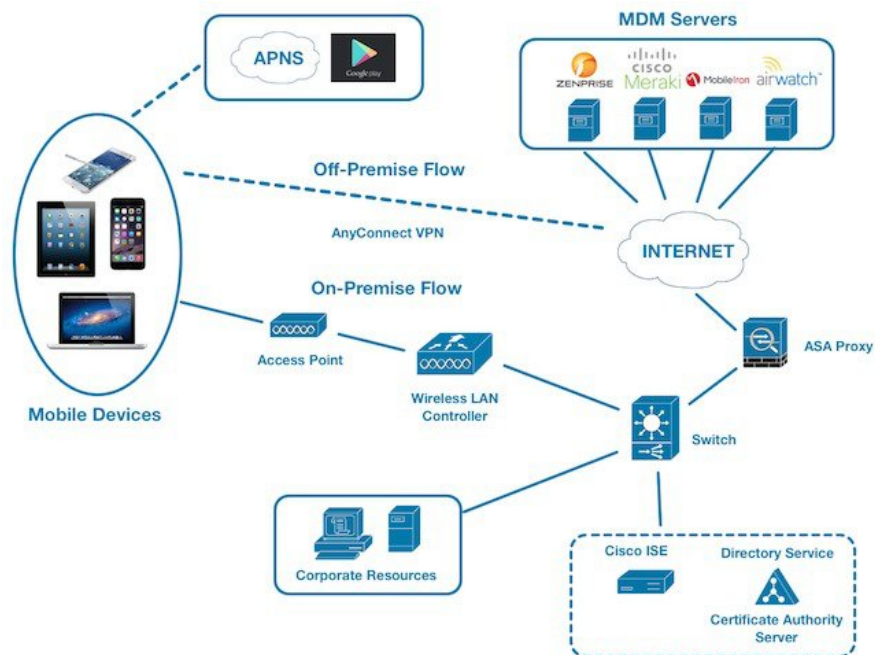 MDM Servers
APNS
Google play
ZENPRISE
CISCO
Meraki
MobileIron
airwatch™
Off-Premise Flow
AnyConnect VPN
INTERNET
On-Premise Flow
Access Point
ASA Proxy
Wireless LAN
Controller
Mobile Devices
Switch
Corporate Resources
Cisco ISE
Directory Service
Certificate Authority
Server